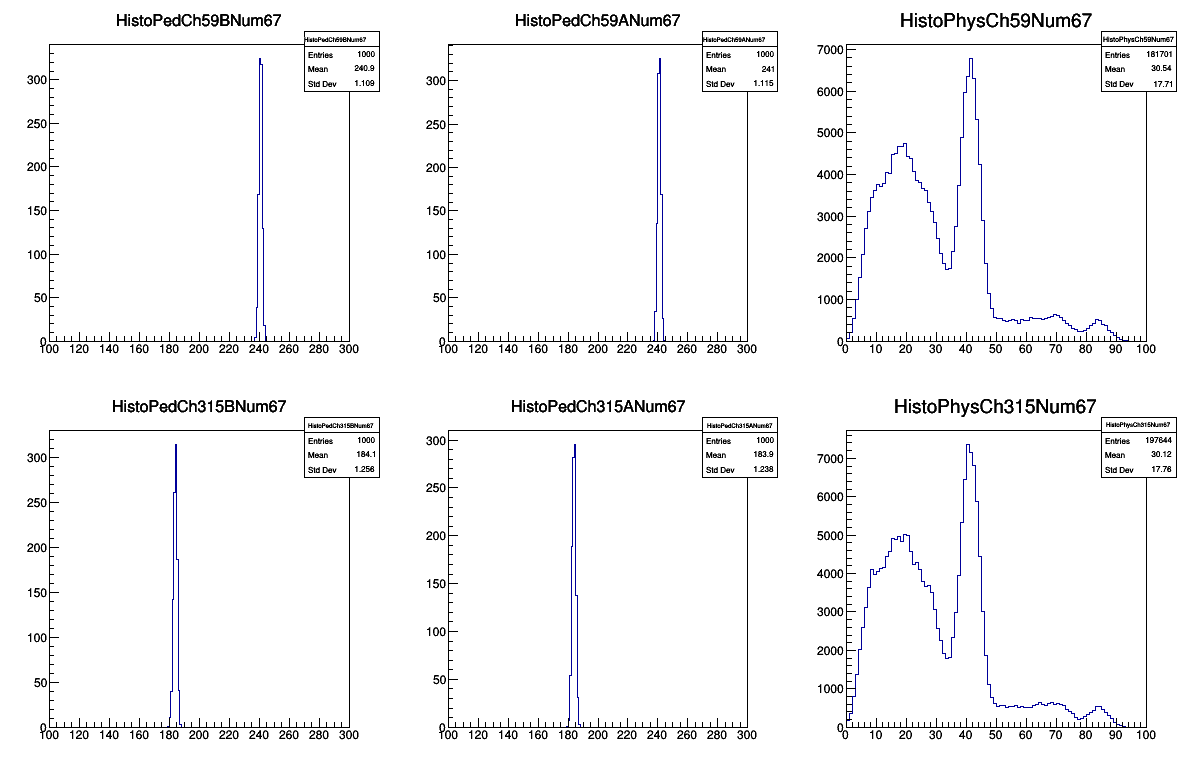 HistoPedCh59BNum67
HistoPedCh59BNum67
Entries 1000
Mean 240.9
Std Dev 1.109
300
250
200
150
100
50
0
100 120 140 160 180 200 220 240 260 280 300
HistoPedCh59ANum67
HistoPedCh59ANum67
Entries 1000
Mean 241
Std Dev 1.115
300
250
200
150
100
50
0
100 120 140 160 180 200 220 240 260 280 300
HistoPhysCh59Num67
HistoPhysCh59Num67
Entries 181701
Mean 30.54
Std Dev 17.71
7000
6000
5000
4000
3000
2000
1000
0
0 10 20 30 40 50 60 70 80 90 100
HistoPedCh315BNum67
HistoPedCh315BNum67
Entries 1000
Mean 184.1
Std Dev 1.256
300
250
200
150
100
50
0
100 120 140 160 180 200 220 240 260 280 300
HistoPedCh315ANum67
HistoPedCh315ANum67
Entries 1000
Mean 183.9
Std Dev 1.238
300
250
200
150
100
50
0
100 120 140 160 180 200 220 240 260 280 300
HistoPhysCh315Num67
HistoPhysCh315Num67
Entries 197644
Mean 30.12
Std Dev 17.76
7000
6000
5000
4000
3000
2000
1000
0
0 10 20 30 40 50 60 70 80 90 100